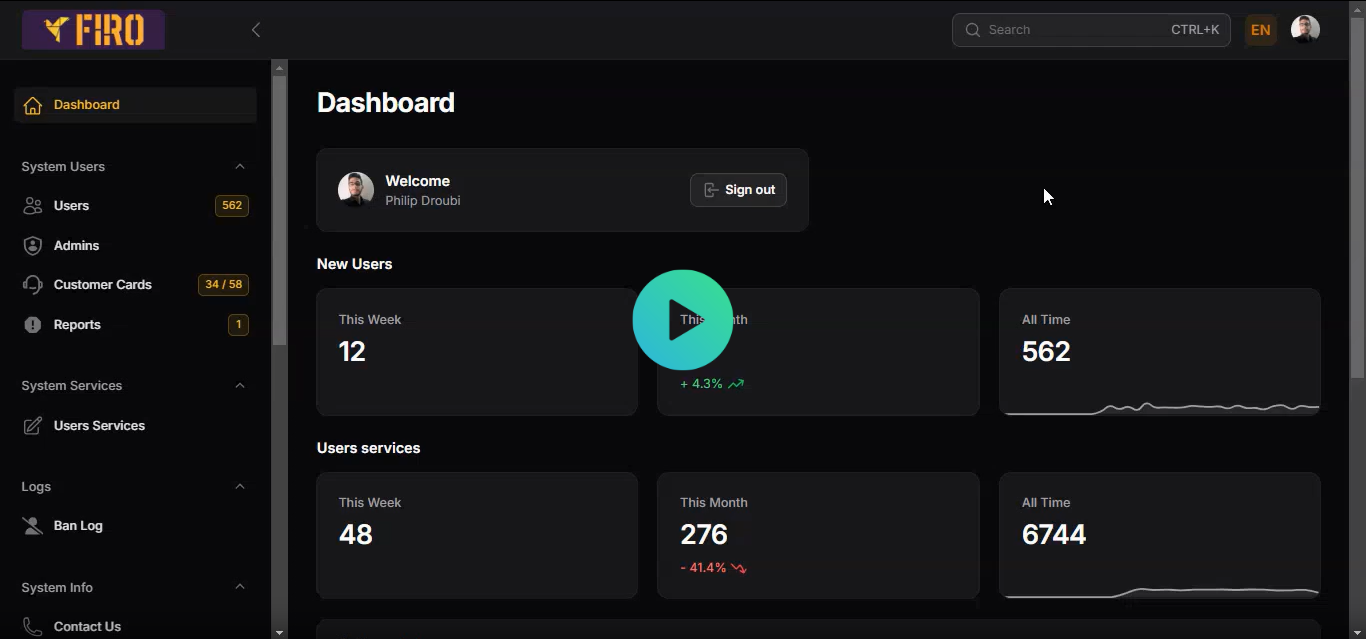 FIRO
Search CTRL+K
EN
Dashboard
System Users
Users 562
Admins
Customer Cards 34 / 58
Reports 1
System Services
Users Services
Logs
Ban Log
System Info
Contact Us
Dashboard
Welcome
Philip Droubi
Sign out
New Users
This Week
12
This
+ 4.3%
All Time
562
Users services
This Week
48
This Month
276
- 41.4%
All Time
6744